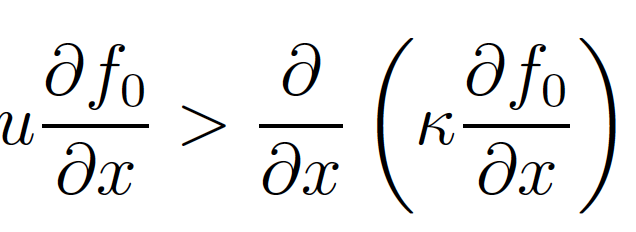 u ∂f₀/∂x > ∂/∂x (κ ∂f₀/∂x)